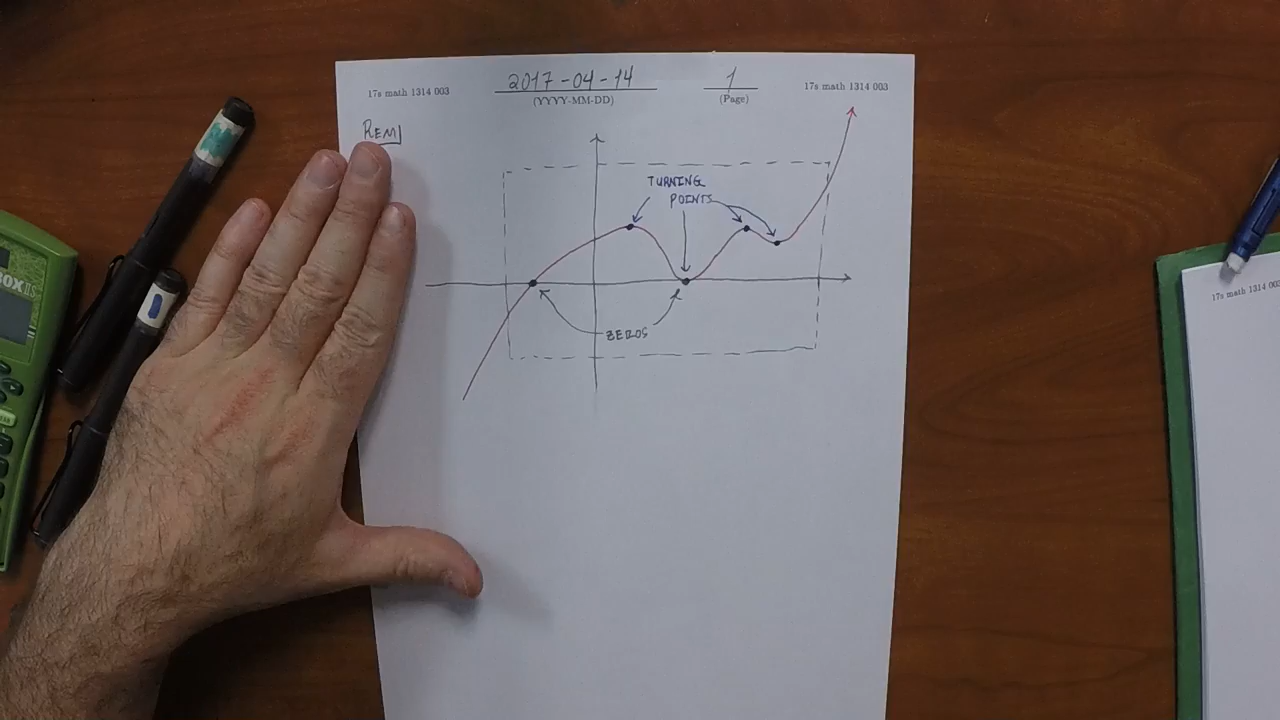 17s math 1314 003
2017-04-14
(YYYY-MM-DD)
1
(Page)
17s math 1314 003
REM
TURNING
POINTS
ZEROS
17s math 1314 003